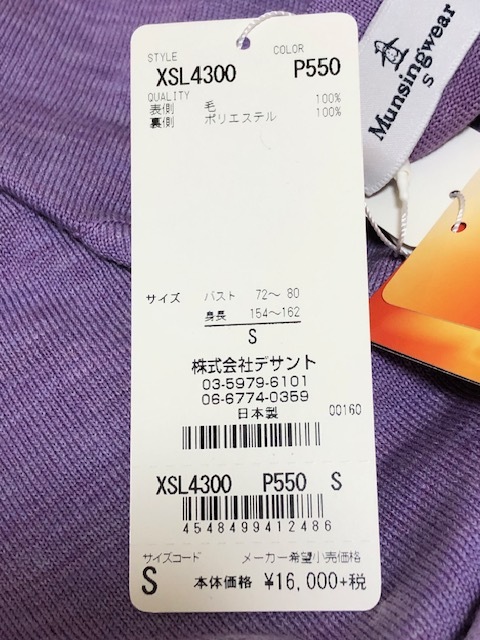 STYLE COLOR
XSL4300 P550
QUALITY
表側 毛 100%
裏側 ポリエステル 100%
サイズ バスト 72〜 80
身長 154〜162
S
株式会社デサント
03-5979-6101
06-6774-0359
日本製 00160
XSL4300 P550 S
4548499412486
サイズコード メーカー希望小売価格
S 本体価格 ¥16,000+税
Munsingwear
S